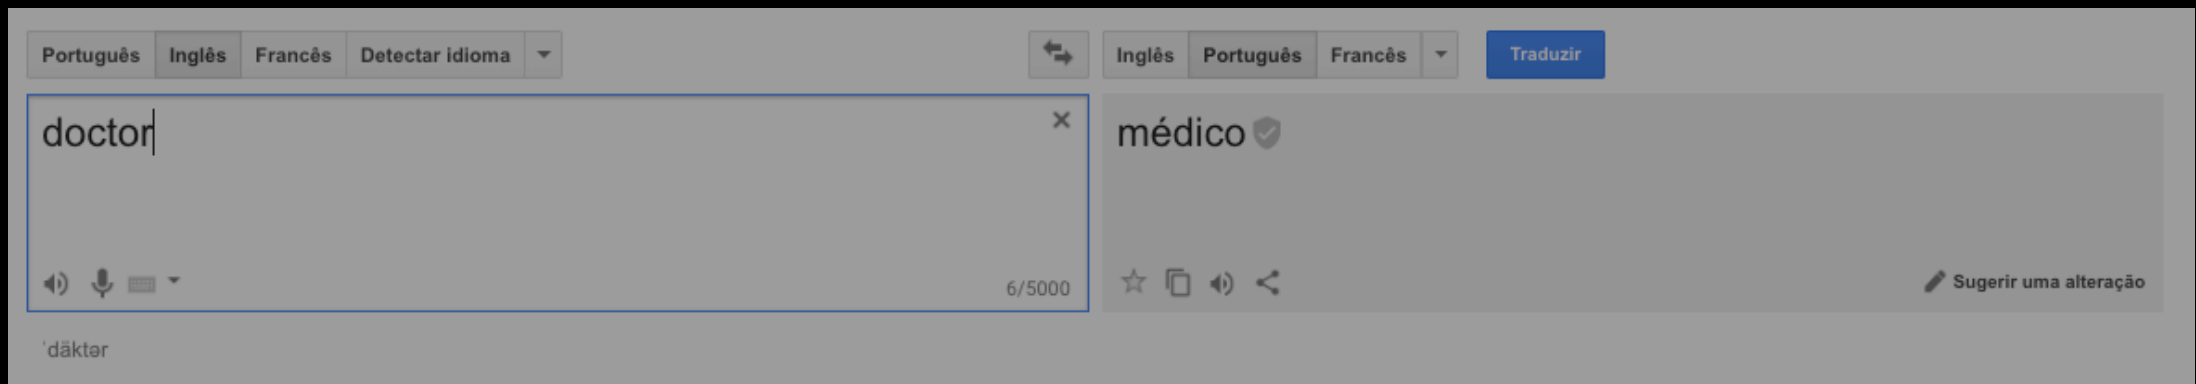 Português Inglês Francês Detectar idioma Inglês Português Francês Traduzir
doctor médico
6/5000 Sugerir uma alteração
ˈdäktər